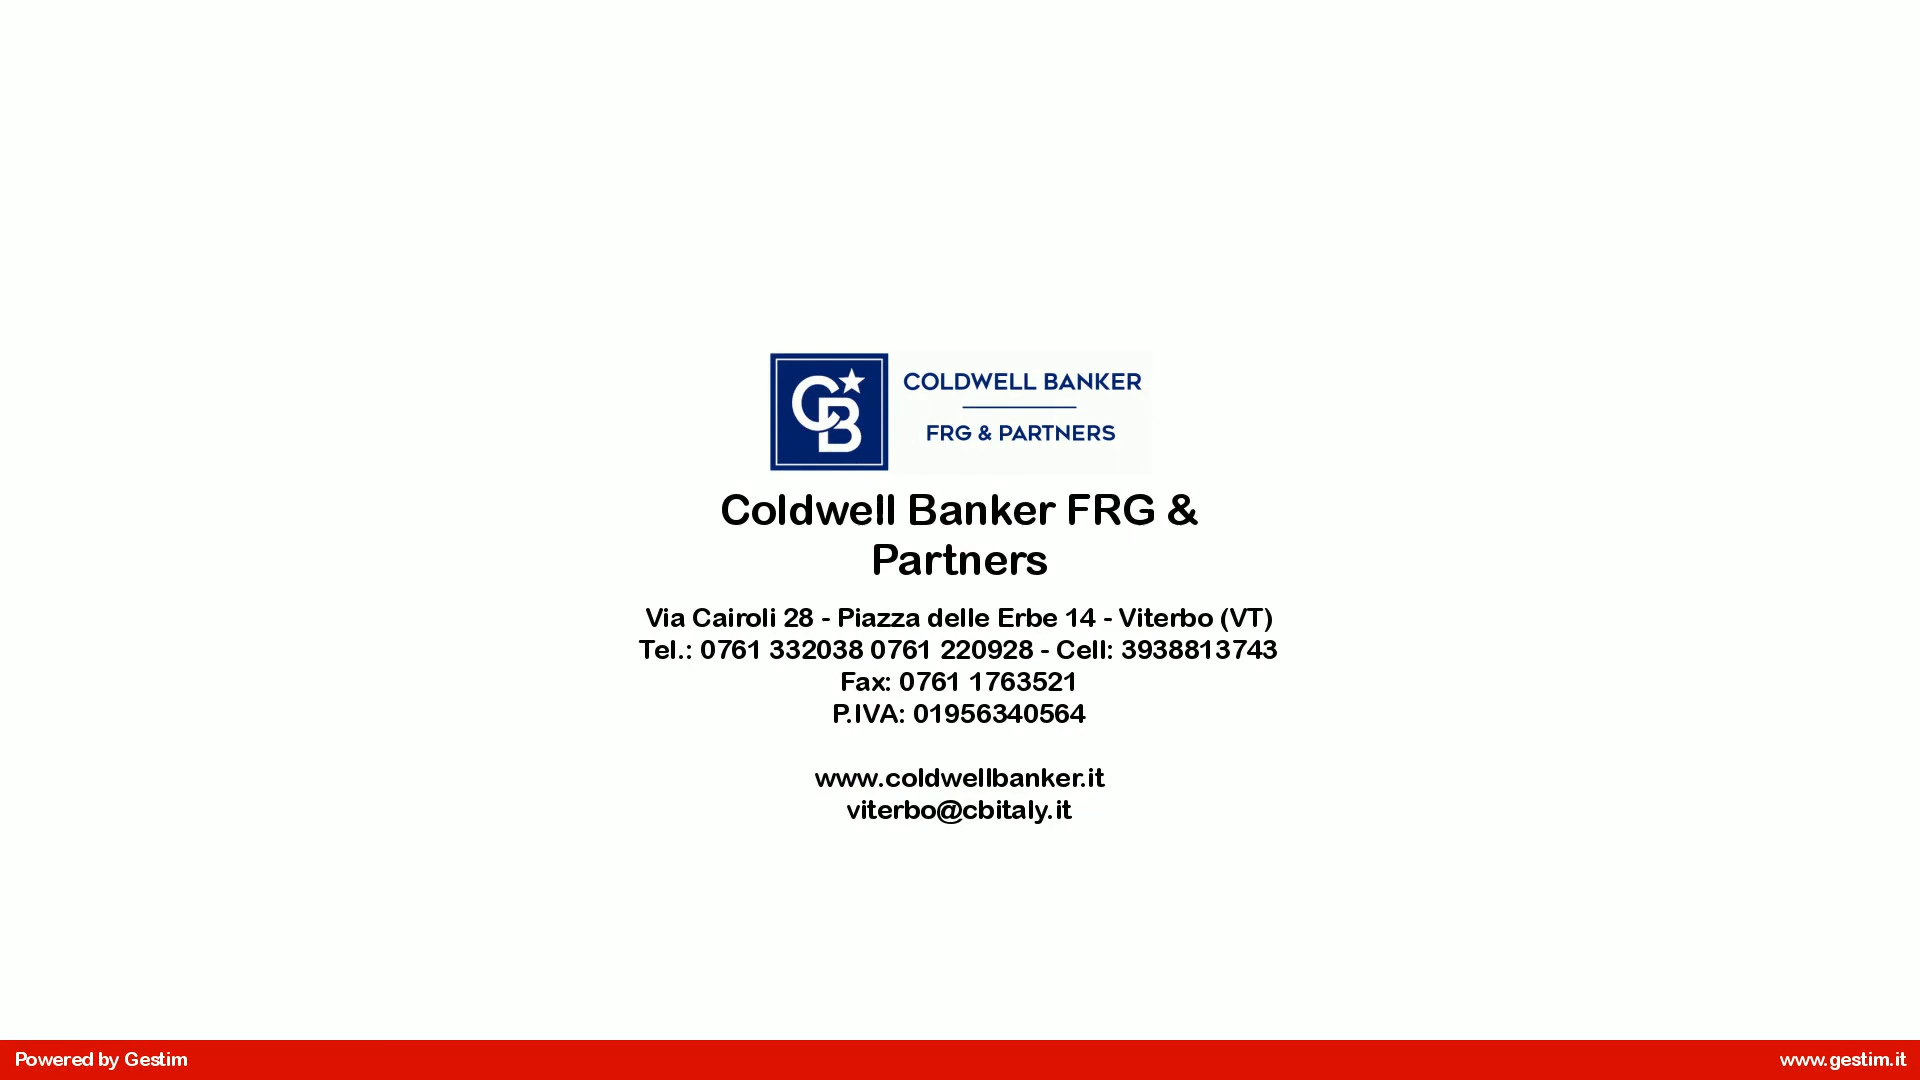 CB
COLDWELL BANKER
FRG & PARTNERS
Coldwell Banker FRG &
Partners
Via Cairoli 28 - Piazza delle Erbe 14 - Viterbo (VT)
Tel.: 0761 332038 0761 220928 - Cell: 3938813743
Fax: 0761 1763521
P.IVA: 01956340564
www.coldwellbanker.it
viterbo@cbitaly.it
Powered by Gestim
www.gestim.it